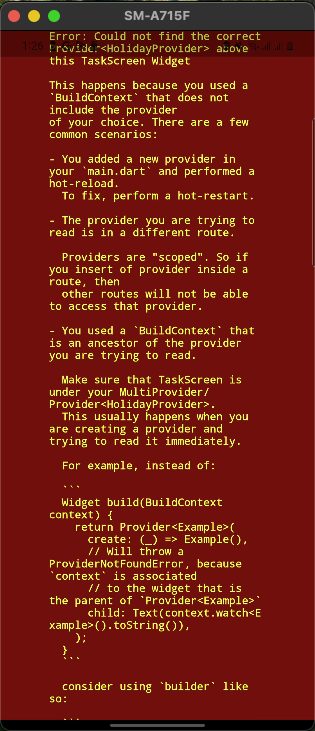 SM-A715F
Error: Could not find the correct
Provider<HolidayProvider> above
1:26
this TaskScreen Widget
This happens because you used a
`BuildContext` that does not
include the provider
of your choice. There are a few
common scenarios:
- You added a new provider in
your `main.dart` and performed a
hot-reload.
To fix, perform a hot-restart.
- The provider you are trying to
read is in a different route.
Providers are "scoped". So if
you insert of provider inside a
route, then
other routes will not be able
to access that provider.
- You used a `BuildContext` that
is an ancestor of the provider
you are trying to read.
Make sure that TaskScreen is
under your MultiProvider/
Provider<HolidayProvider>.
This usually happens when you
are creating a provider and
trying to read it immediately.
For example, instead of:
```
Widget build(BuildContext
context) {
return Provider<Example>(
create: (_) => Example(),
// Will throw a
ProviderNotFoundError, because
`context` is associated
// to the widget that is
the parent of `Provider<Example>`
child: Text(context.watch<E
xample>().toString()),
);
}
```
consider using `builder` like
so:
```